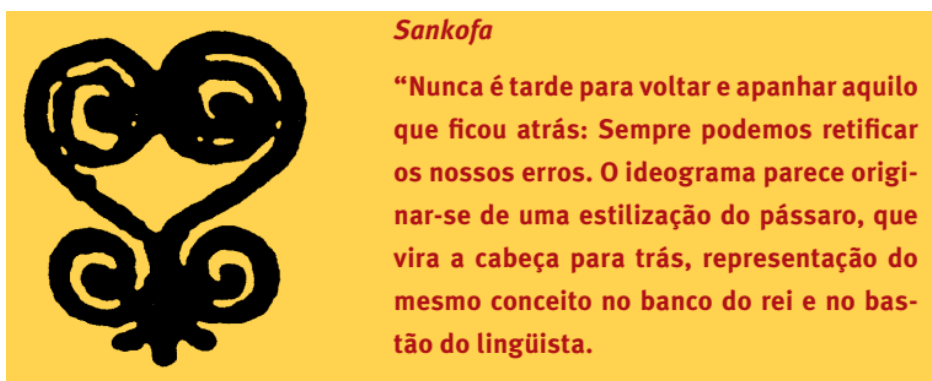 Sankofa
“Nunca é tarde para voltar e apanhar aquilo
que ficou atrás: Sempre podemos retificar
os nossos erros. O ideograma parece origi-
nar-se de uma estilização do pássaro, que
vira a cabeça para trás, representação do
mesmo conceito no banco do rei e no bas-
tão do lingüista.